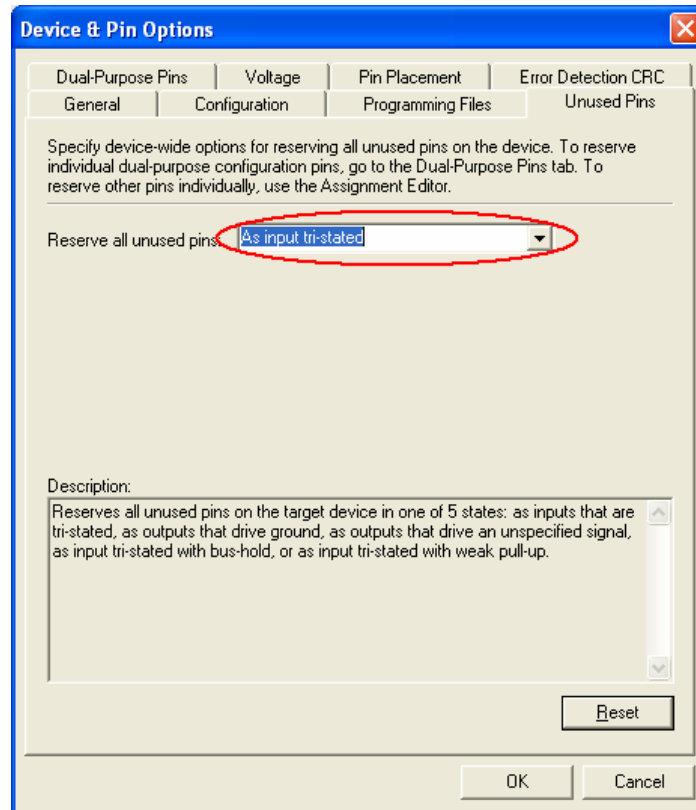 Device & Pin Options
Dual-Purpose Pins
Voltage
Pin Placement
Error Detection CRC
General
Configuration
Programming Files
Unused Pins
Specify device-wide options for reserving all unused pins on the device. To reserve
individual dual-purpose configuration pins, go to the Dual-Purpose Pins tab. To
reserve other pins individually, use the Assignment Editor.
Reserve all unused pins: As input tri-stated
Description:
Reserves all unused pins on the target device in one of 5 states: as inputs that are
tri-stated, as outputs that drive ground, as outputs that drive an unspecified signal,
as input tri-stated with bus-hold, or as input tri-stated with weak pull-up.
Reset
OK
Cancel